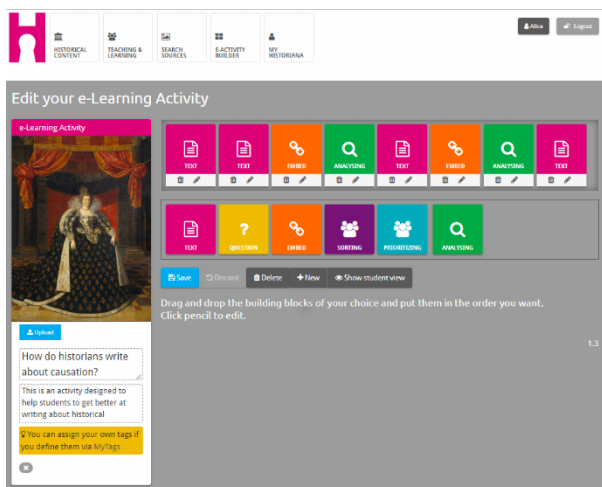 HISTORICAL
CONTENT
TEACHING &
LEARNING
SEARCH
SOURCES
E-ACTIVITY
BUILDER
MY
HISTORIANA
Alice
Logout
Edit your e-Learning Activity
e-Learning Activity
TEXT
TEXT
EMBED
ANALYSING
TEXT
EMBED
ANALYSING
TEXT
TEXT
QUESTION
EMBED
SORTING
PRIORITIZING
ANALYSING
Save
Discard
Delete
New
Show student view
Drag and drop the building blocks of your choice and put them in the order you want.
Click pencil to edit.
1.3
Upload
How do historians write
about causation?
This is an activity designed to
help students to get better at
writing about historical
You can assign your own tags if
you define them via MyTags